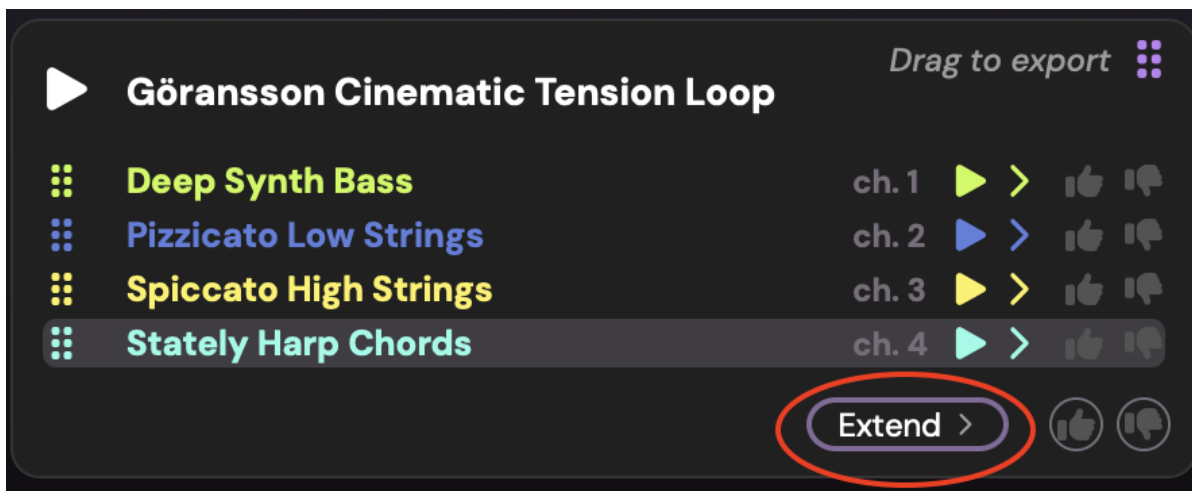 Drag to export
Göransson Cinematic Tension Loop
Deep Synth Bass ch. 1
Pizzicato Low Strings ch. 2
Spiccato High Strings ch. 3
Stately Harp Chords ch. 4
Extend >